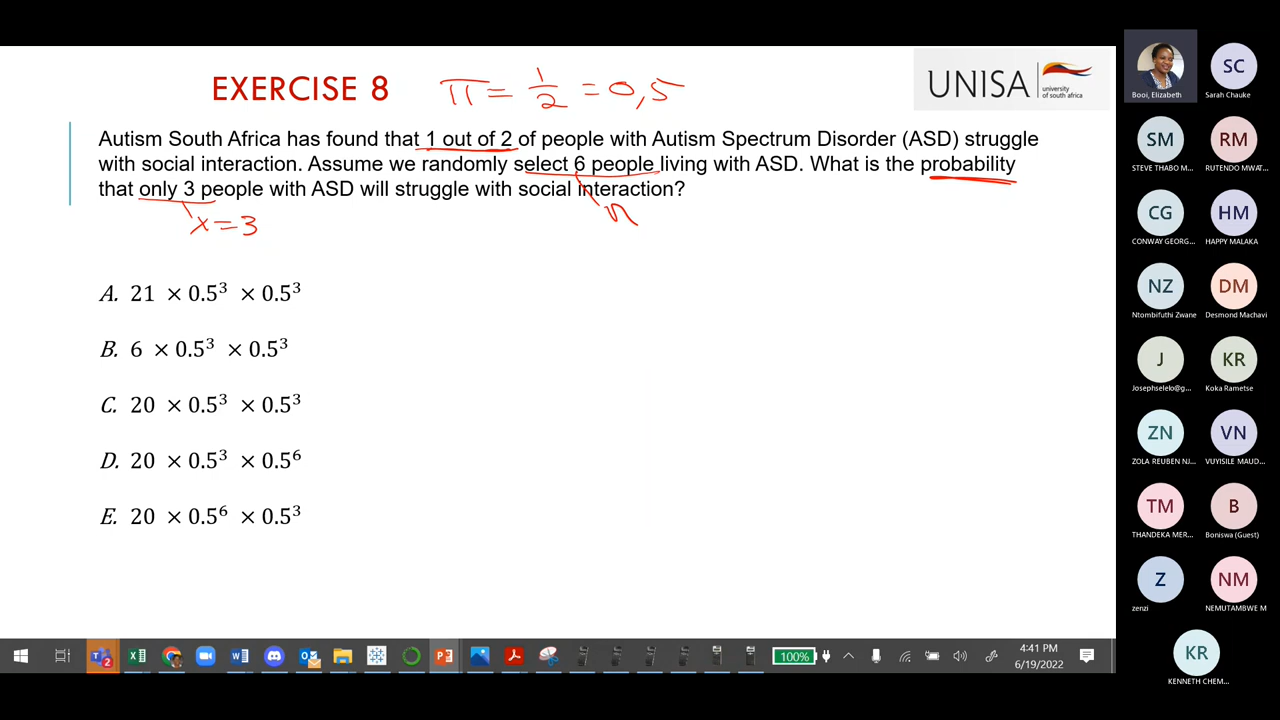 EXERCISE 8
π = 1/2 = 0,5
UNISA
university
of south africa
Autism South Africa has found that 1 out of 2 of people with Autism Spectrum Disorder (ASD) struggle
with social interaction. Assume we randomly select 6 people living with ASD. What is the probability
that only 3 people with ASD will struggle with social interaction?
x = 3
n
A. 21 × 0.5³ × 0.5³
B. 6 × 0.5³ × 0.5³
C. 20 × 0.5³ × 0.5³
D. 20 × 0.5³ × 0.5⁶
E. 20 × 0.5⁶ × 0.5³
Booi, Elizabeth
SC
Sarah Chauke
SM
STEVE THABO M...
RM
RUTENDO MWAT...
CG
CONWAY GEORG...
HM
HAPPY MALAKA
NZ
Ntombifuthi Zwane
DM
Desmond Machavi
J
Josephselelo@g...
KR
Koka Rametse
ZN
ZOLA REUBEN NJ...
VN
VUYISILE MAUD...
TM
THANDEKA MER...
B
Boniswa (Guest)
Z
zenzi
NM
NEMUTAMBWE M
KR
KENNETH CHEM...
2
100%
4:41 PM
6/19/2022